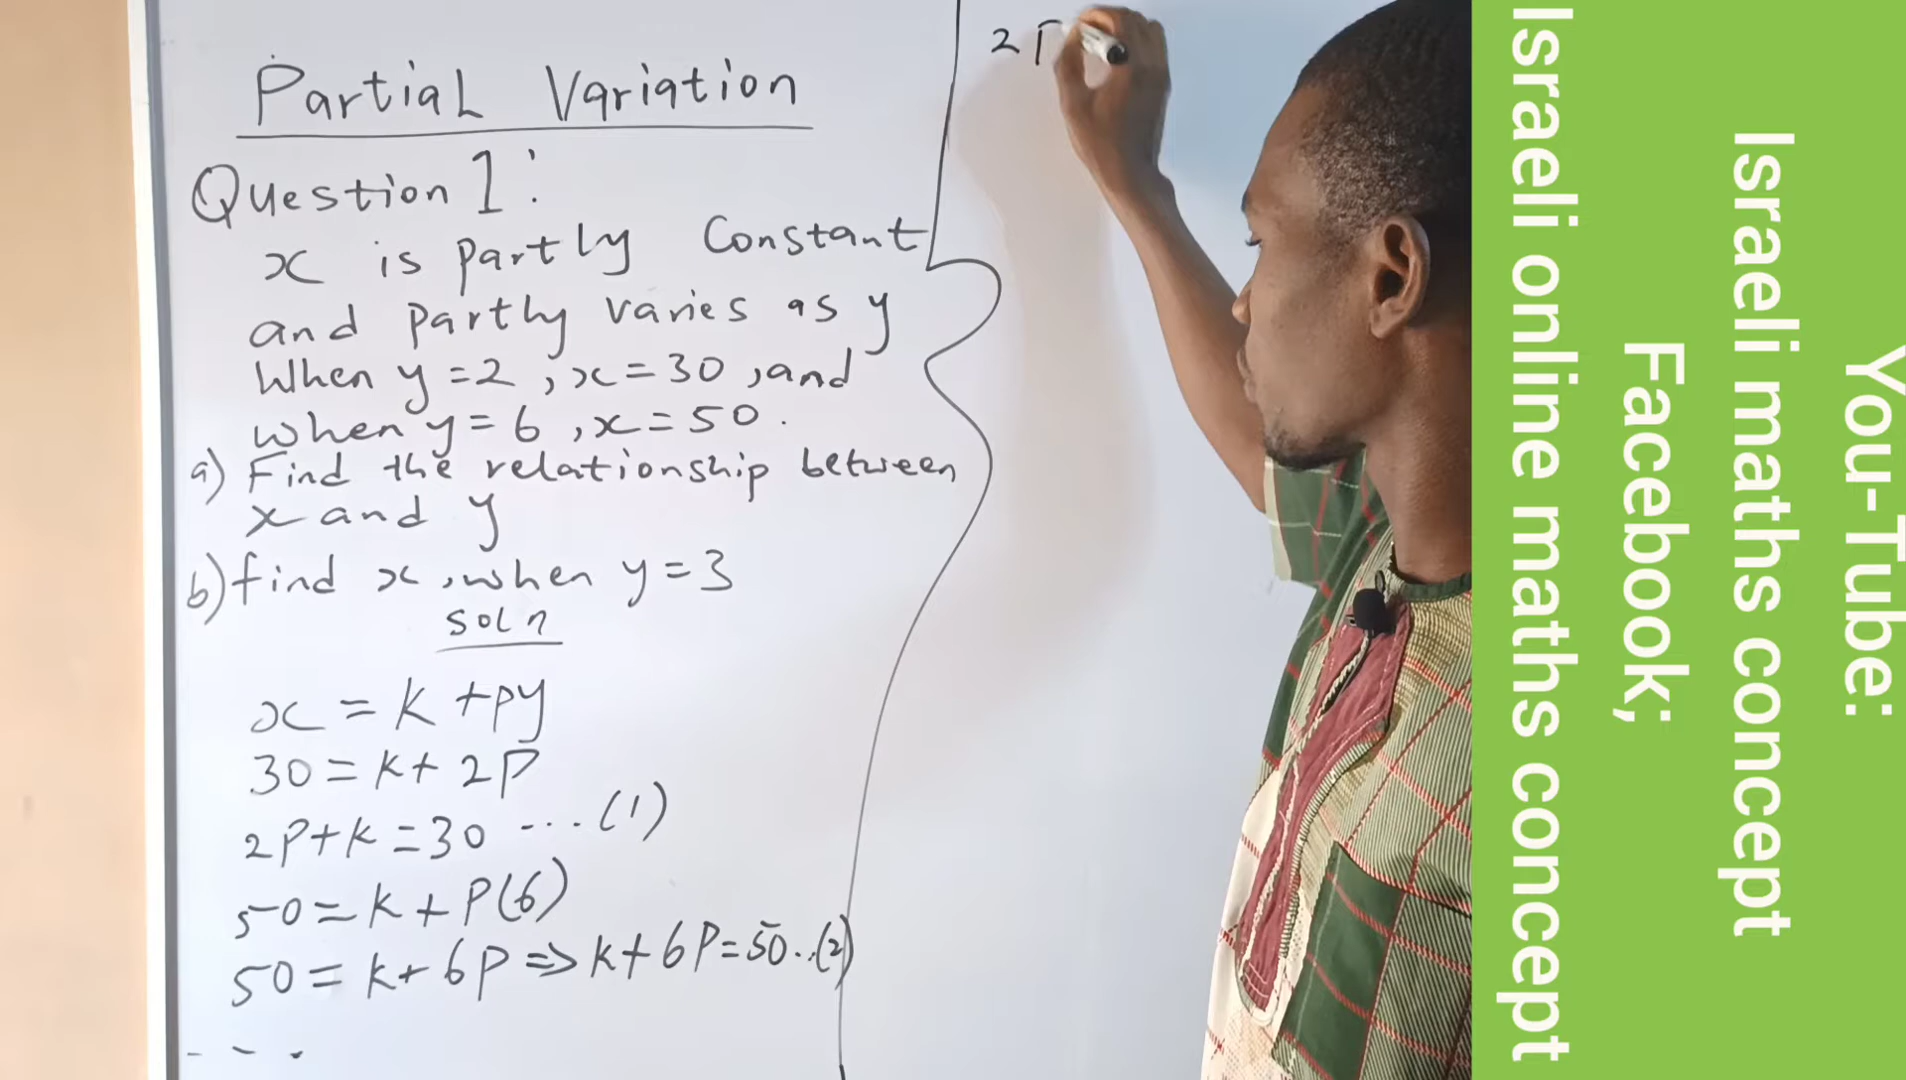 Partial Variation
Question 1:
x is partly Constant
and partly varies as y
When y = 2, x = 30, and
when y = 6, x = 50.
a) Find the relationship between
x and y
b) find x, when y = 3
soln
x = k + py
30 = k + 2P
2P + k = 30 ... (1)
50 = k + P(6)
50 = k + 6P => k + 6P = 50 .. (2)
2P
You-Tube:
Israeli maths concept
Facebook;
Israeli online maths concept